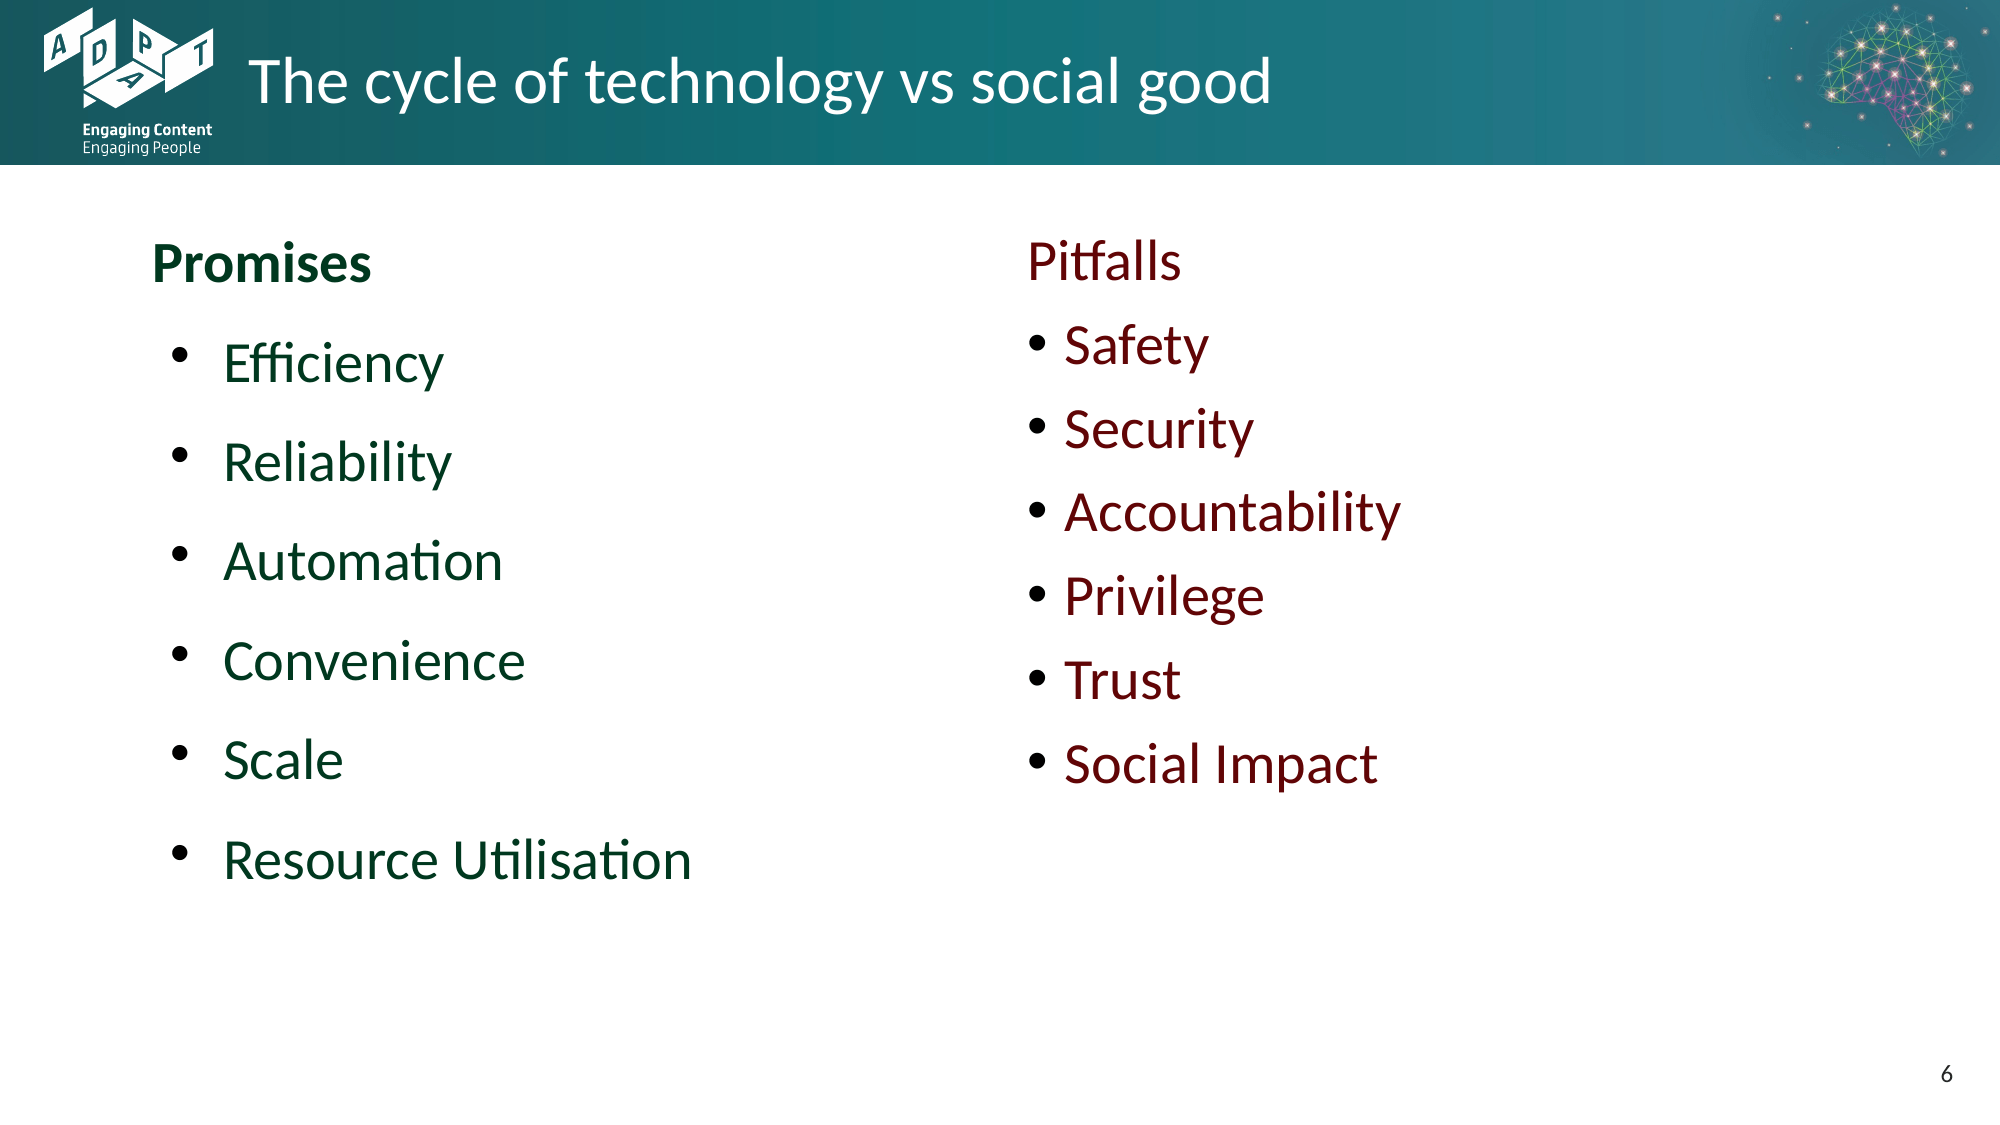 ADAPT
Engaging Content
Engaging People
The cycle of technology vs social good
Promises
• Efficiency
• Reliability
• Automation
• Convenience
• Scale
• Resource Utilisation
Pitfalls
• Safety
• Security
• Accountability
• Privilege
• Trust
• Social Impact
6